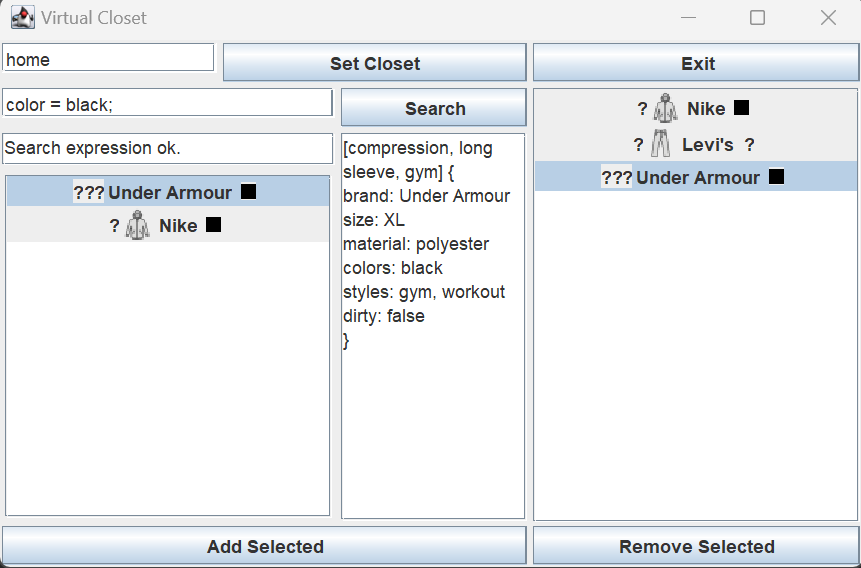 Virtual Closet
home
Set Closet
Exit
color = black;
Search
Search expression ok.
??? Under Armour
? Nike
[compression, long
sleeve, gym] {
brand: Under Armour
size: XL
material: polyester
colors: black
styles: gym, workout
dirty: false
}
? Nike
? Levi's ?
??? Under Armour
Add Selected
Remove Selected